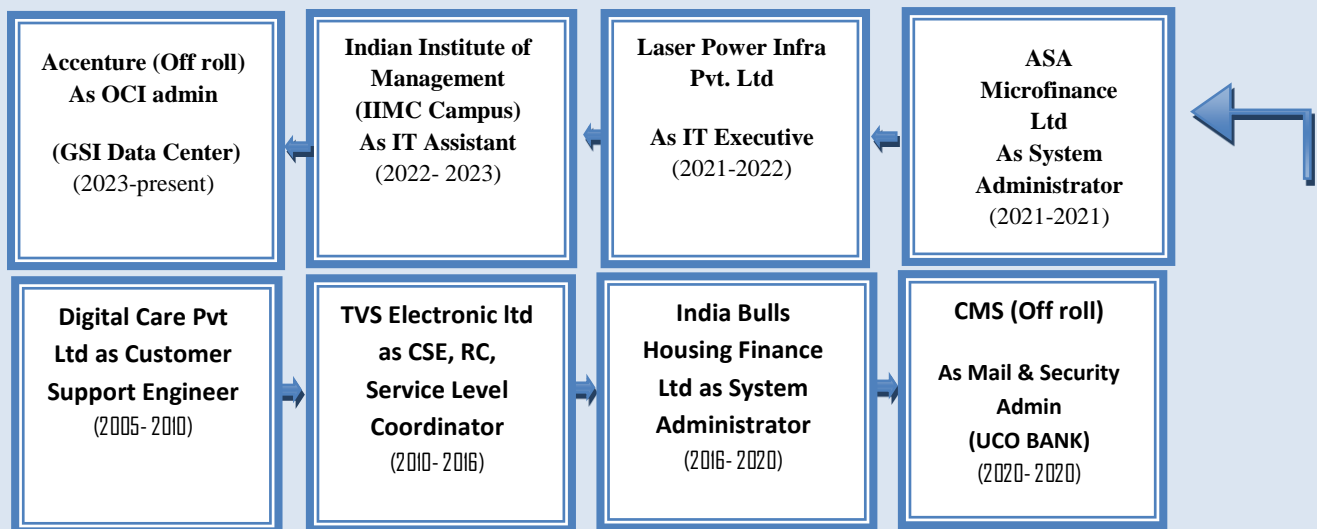 Accenture (Off roll)
As OCI admin
(GSI Data Center)
(2023-present)
Indian Institute of
Management
(IIMC Campus)
As IT Assistant
(2022- 2023)
Laser Power Infra
Pvt. Ltd
As IT Executive
(2021-2022)
ASA
Microfinance
Ltd
As System
Administrator
(2021-2021)
Digital Care Pvt
Ltd as Customer
Support Engineer
(2005- 2010)
TVS Electronic ltd
as CSE, RC,
Service Level
Coordinator
(2010- 2016)
India Bulls
Housing Finance
Ltd as System
Administrator
(2016- 2020)
CMS (Off roll)
As Mail & Security
Admin
(UCO BANK)
(2020- 2020)